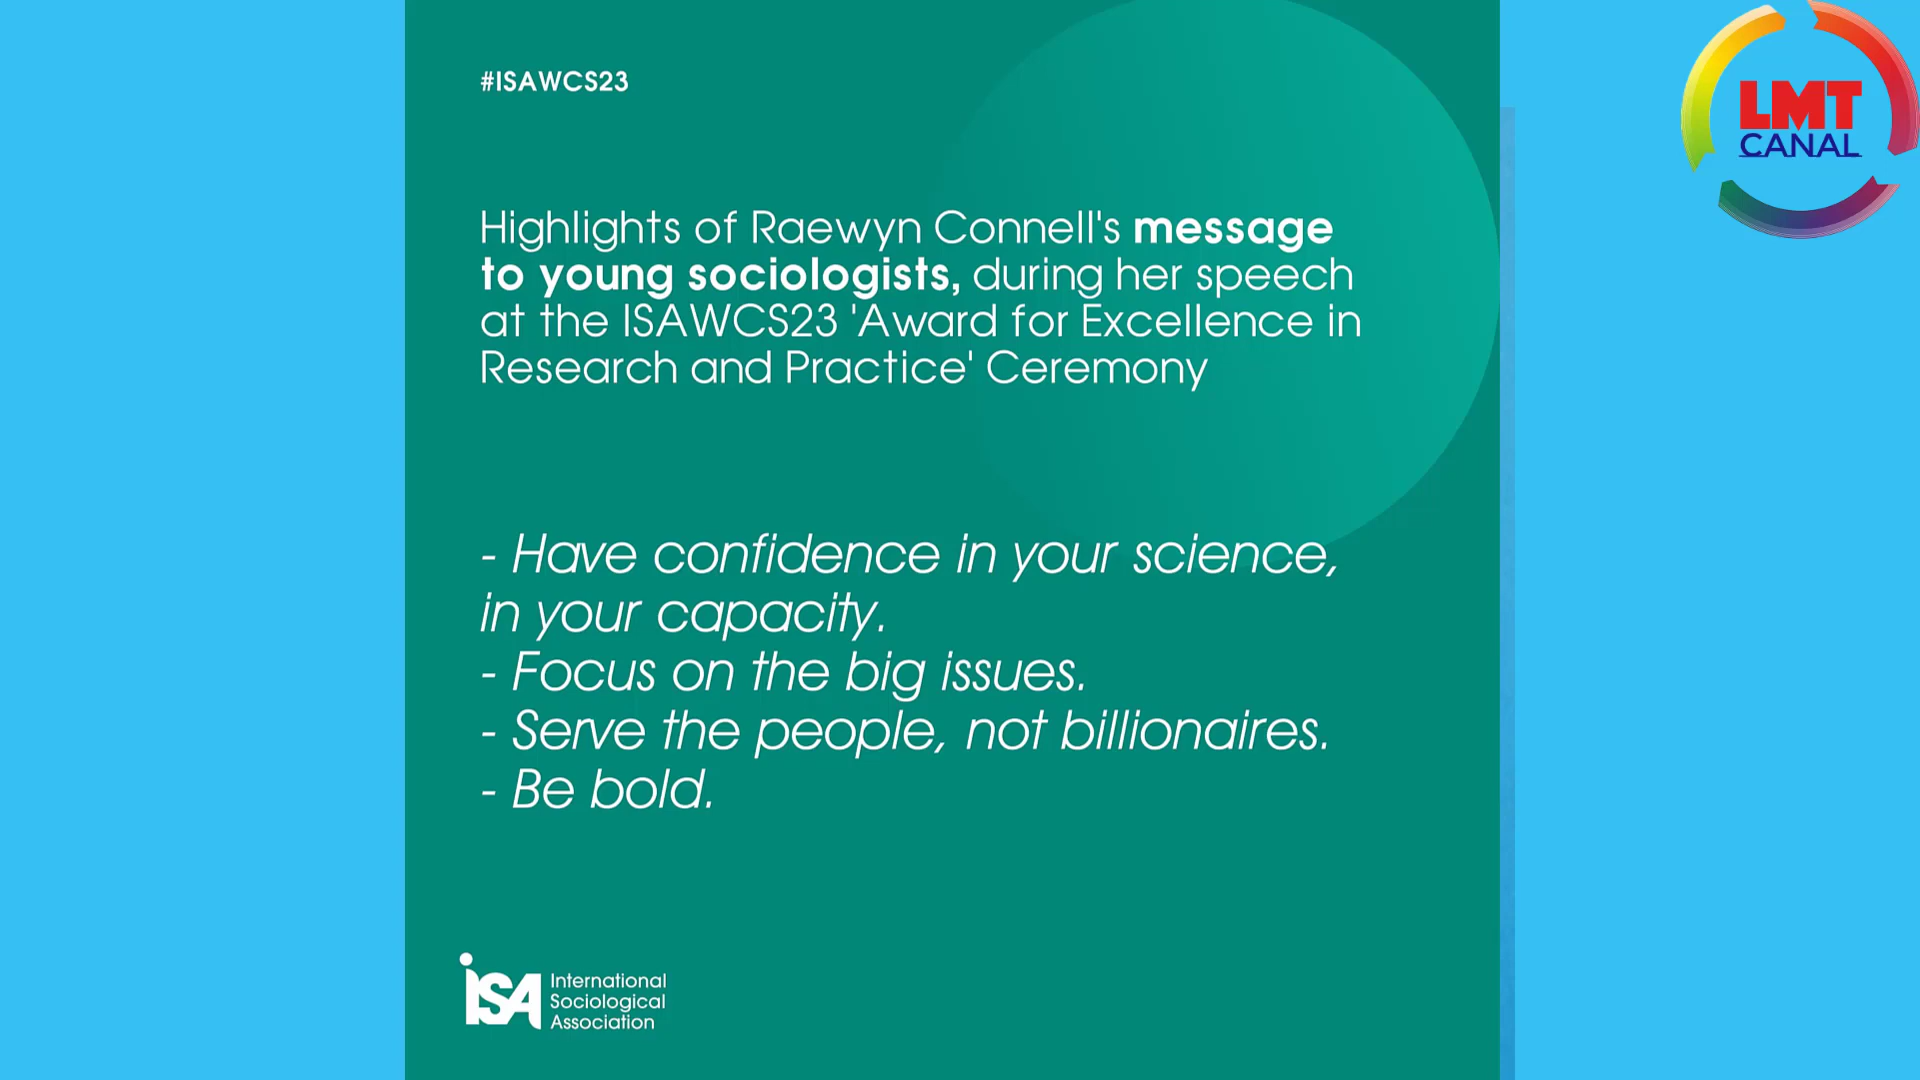 #ISAWCS23
LMT
CANAL
Highlights of Raewyn Connell's message
to young sociologists, during her speech
at the ISAWCS23 'Award for Excellence in
Research and Practice' Ceremony
- Have confidence in your science,
in your capacity.
- Focus on the big issues.
- Serve the people, not billionaires.
- Be bold.
ISA
International
Sociological
Association